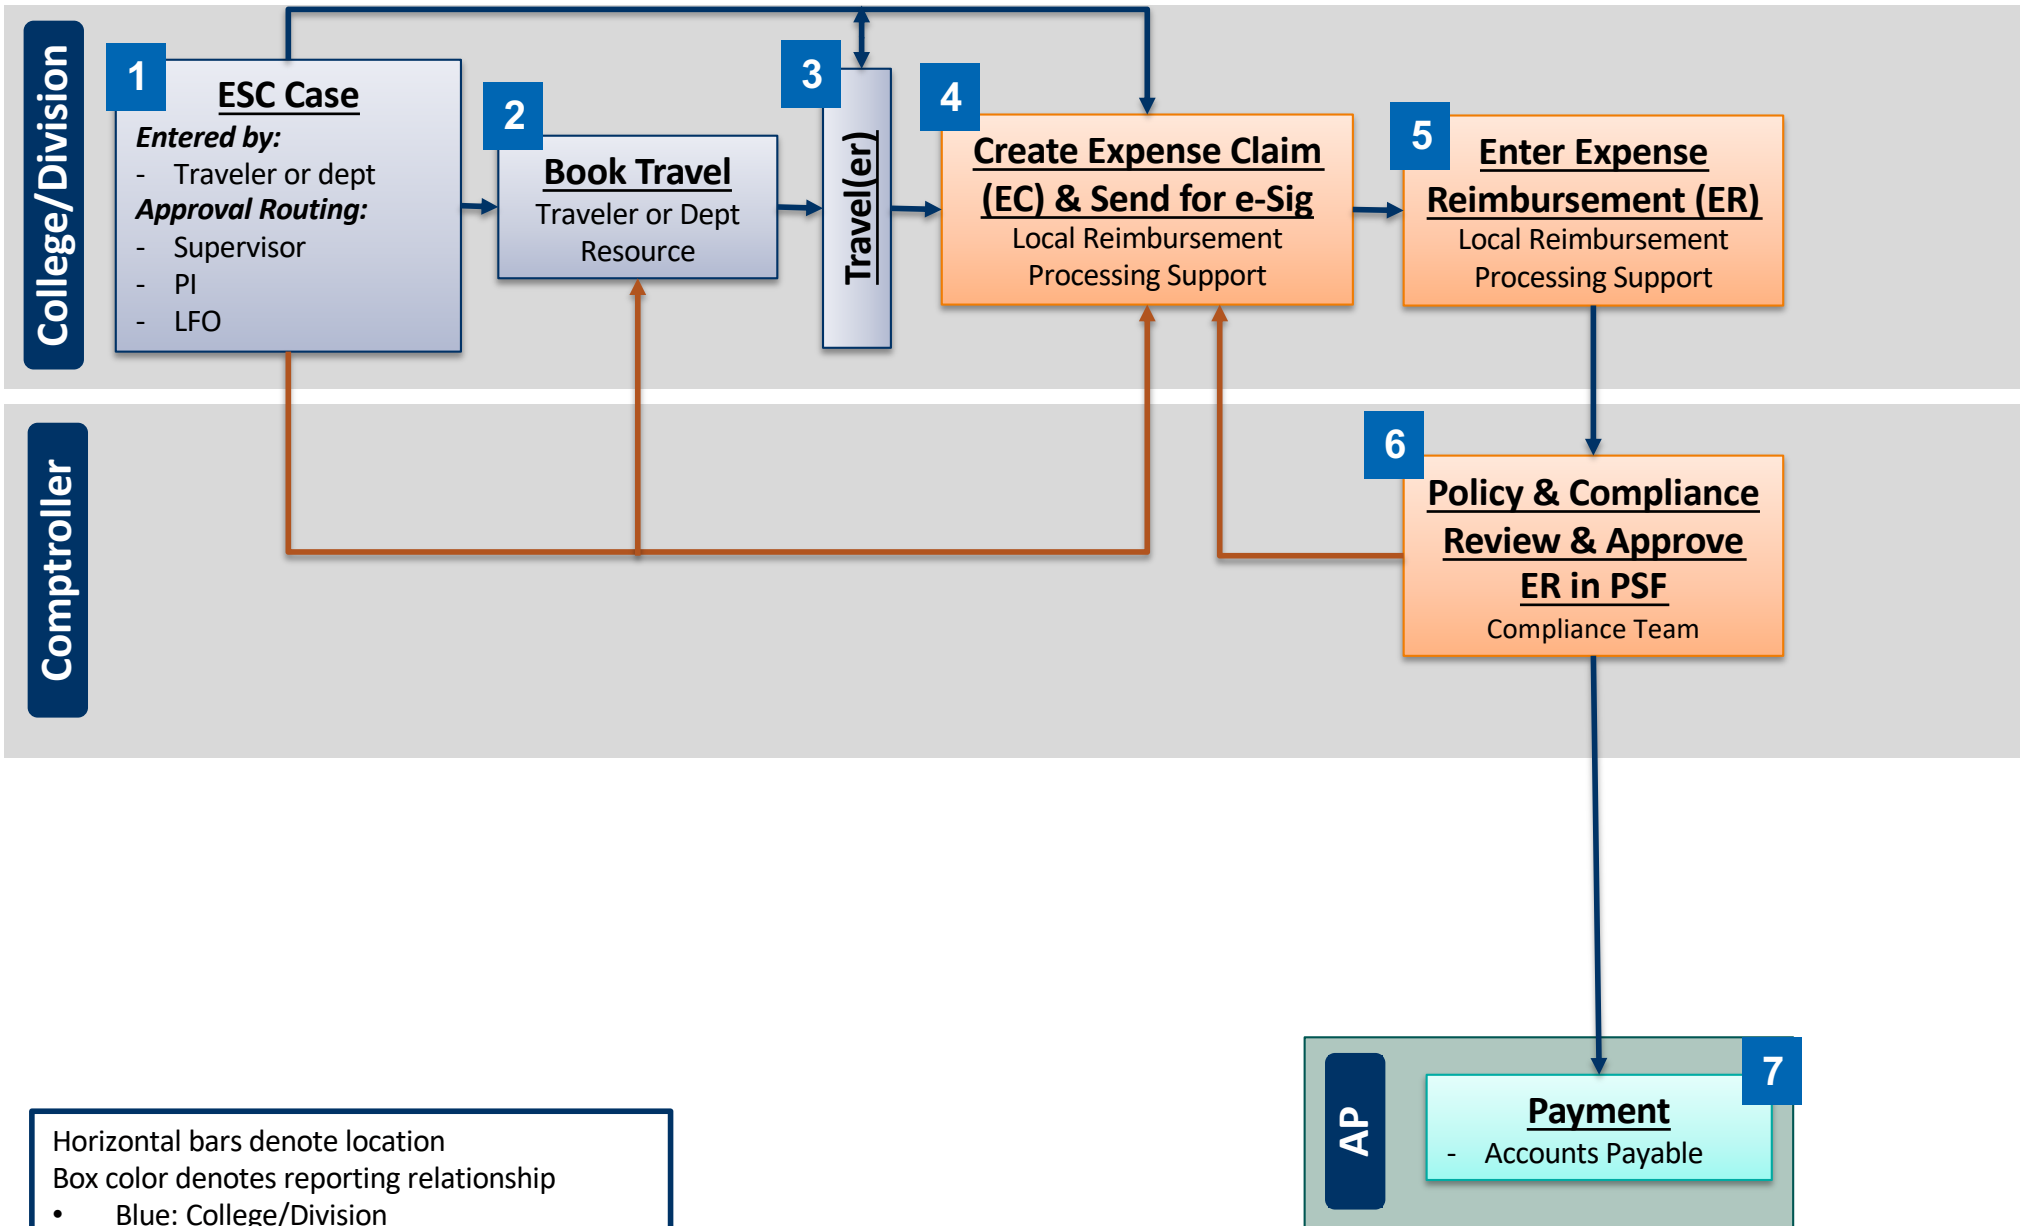 College/Division
1
ESC Case
Entered by:
- Traveler or dept
Approval Routing:
- Supervisor
- PI
- LFO
2
Book Travel
Traveler or Dept
Resource
3
Travel(er)
4
Create Expense Claim
(EC) & Send for e-Sig
Local Reimbursement
Processing Support
5
Enter Expense
Reimbursement (ER)
Local Reimbursement
Processing Support
Comptroller
6
Policy & Compliance
Review & Approve
ER in PSF
Compliance Team
AP
7
Payment
- Accounts Payable
Horizontal bars denote location
Box color denotes reporting relationship
• Blue: College/Division